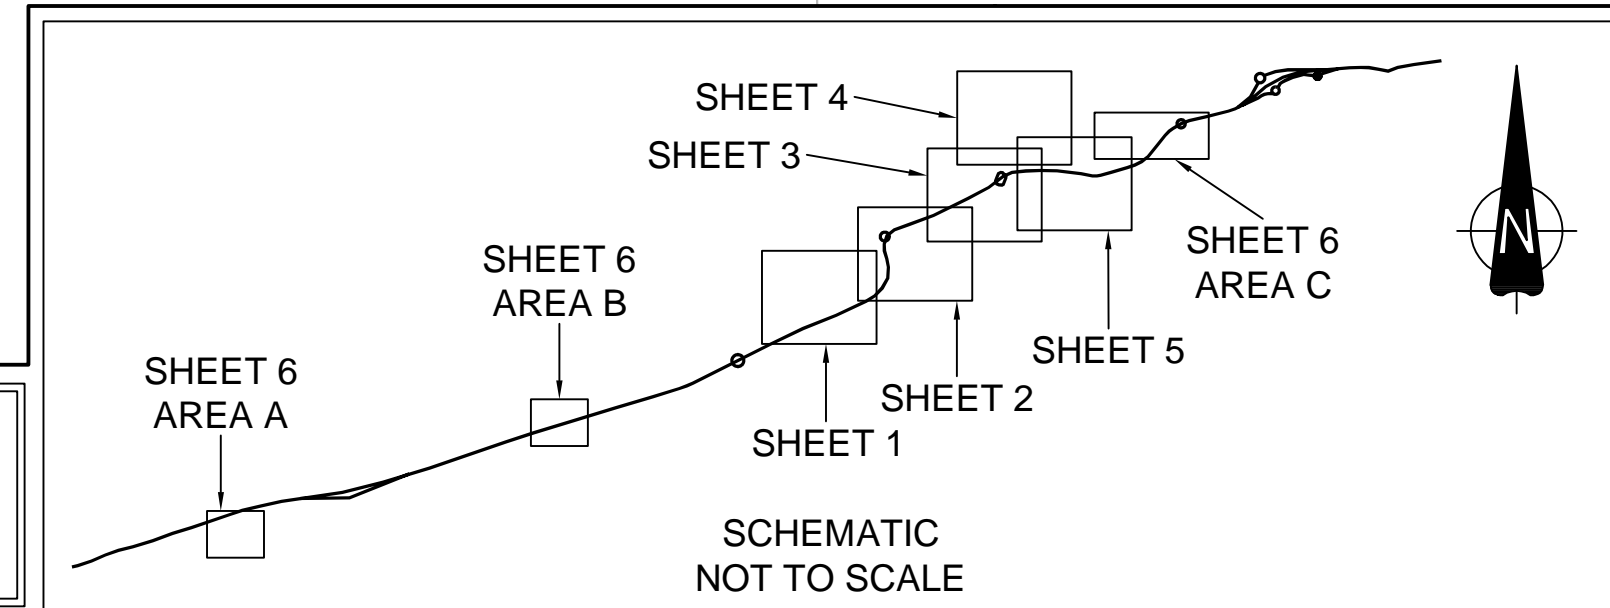 SHEET 4
SHEET 3
SHEET 6
AREA B
SHEET 6
AREA A
SHEET 6
AREA C
SHEET 5
SHEET 2
SHEET 1
N
SCHEMATIC
NOT TO SCALE